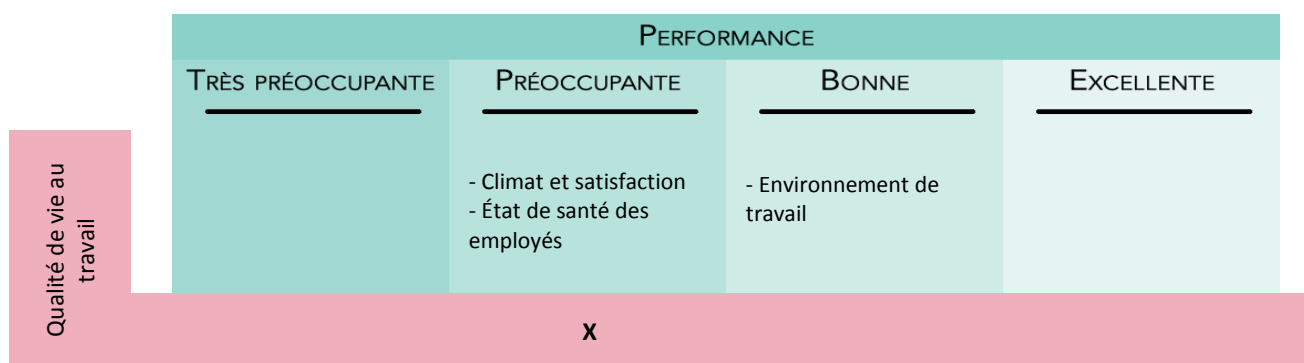 PERFORMANCE
TRÈS PRÉOCCUPANTE
PRÉOCCUPANTE
BONNE
EXCELLENTE
Qualité de vie au
travail
- Climat et satisfaction
- État de santé des
employés
- Environnement de
travail
X